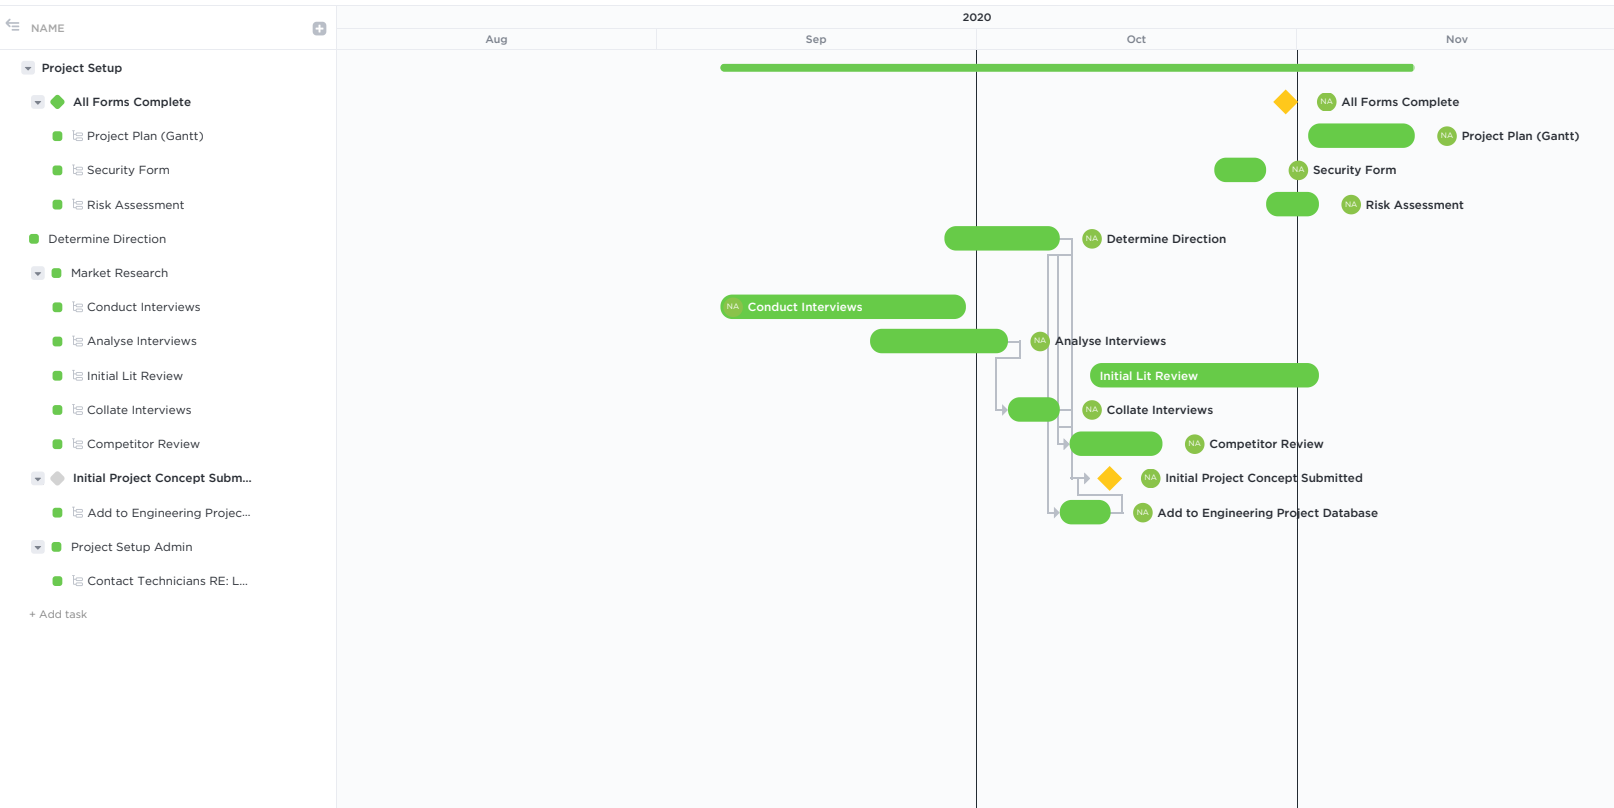 2020
NAME
Aug Sep Oct Nov
Project Setup
All Forms Complete NA All Forms Complete
Project Plan (Gantt) NA Project Plan (Gantt)
Security Form NA Security Form
Risk Assessment NA Risk Assessment
Determine Direction NA Determine Direction
Market Research
Conduct Interviews NA Conduct Interviews
Analyse Interviews NA Analyse Interviews
Initial Lit Review Initial Lit Review
Collate Interviews NA Collate Interviews
Competitor Review NA Competitor Review
Initial Project Concept Subm... NA Initial Project Concept Submitted
Add to Engineering Projec... NA Add to Engineering Project Database
Project Setup Admin
Contact Technicians RE: L...
+ Add task